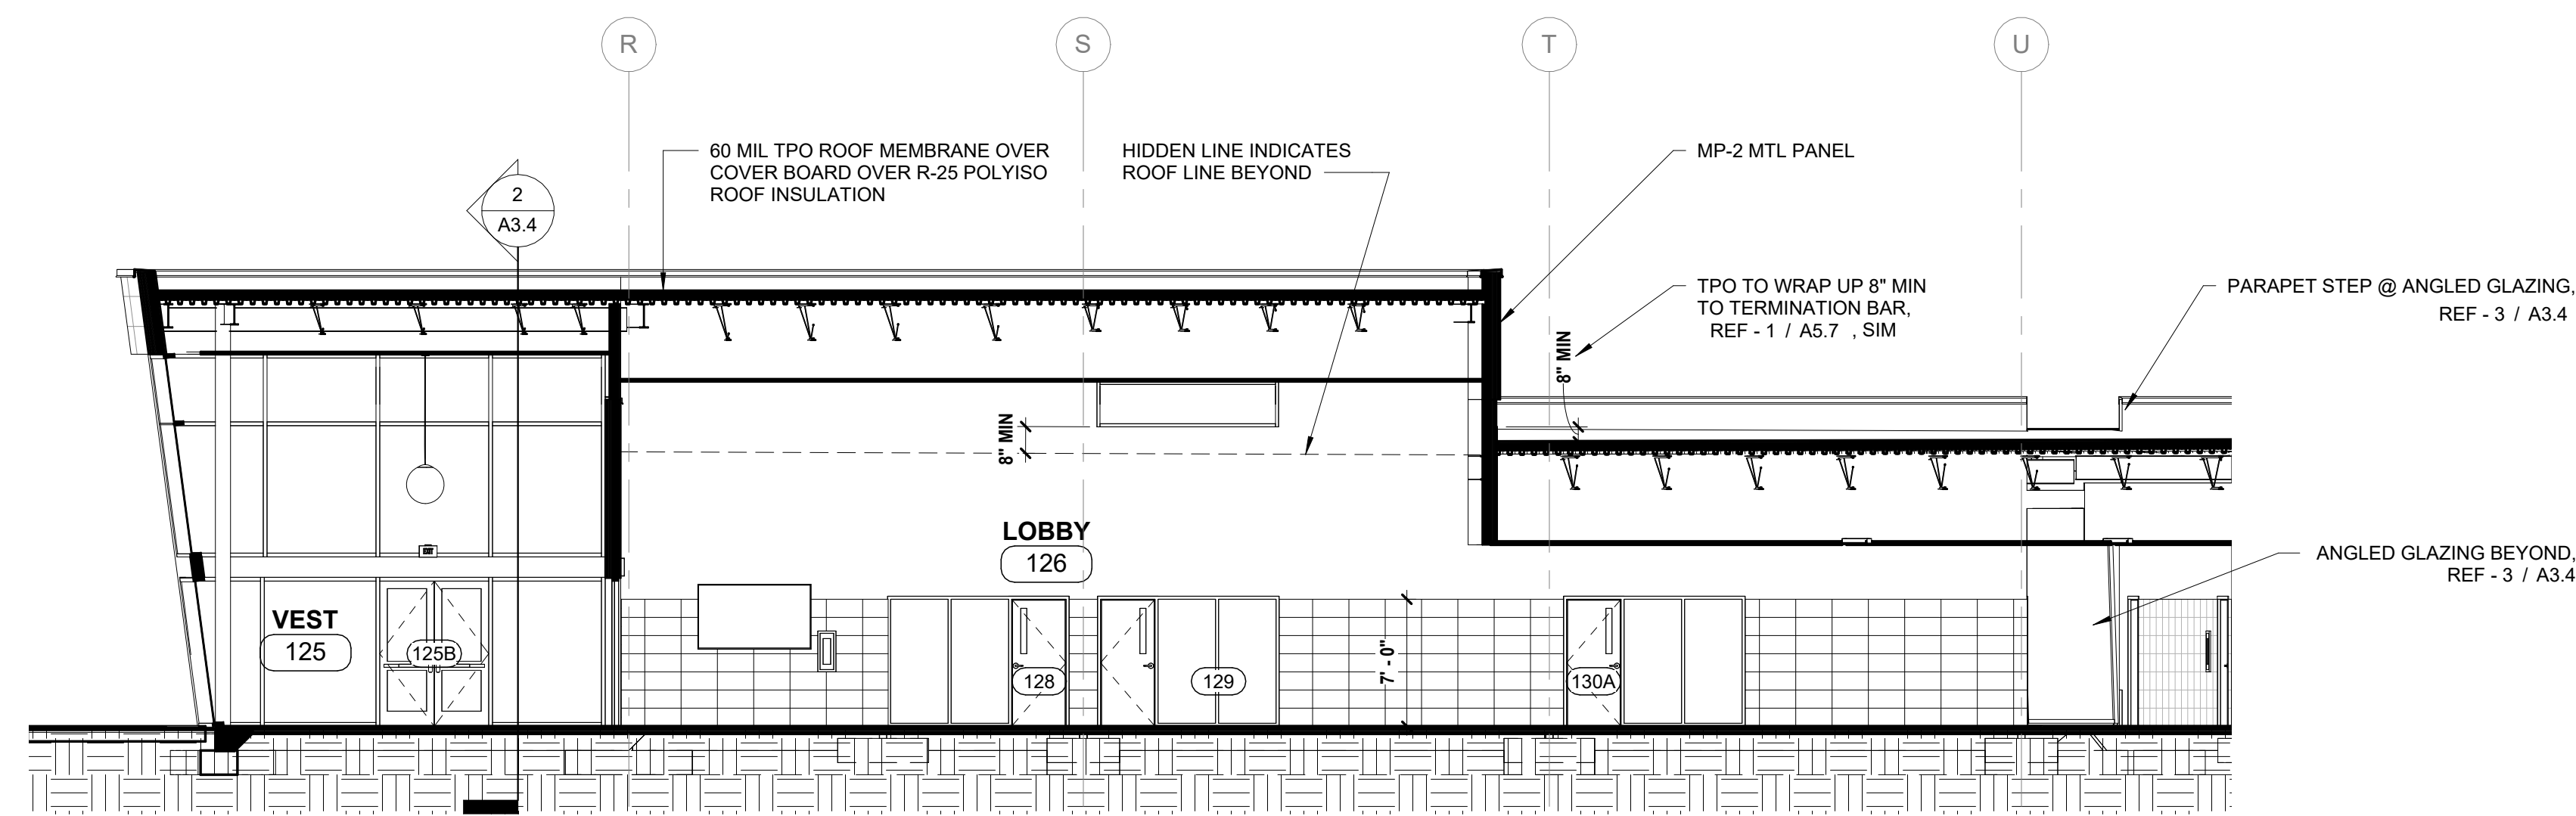 R
S
T
U
60 MIL TPO ROOF MEMBRANE OVER
COVER BOARD OVER R-25 POLYISO
ROOF INSULATION
HIDDEN LINE INDICATES
ROOF LINE BEYOND
MP-2 MTL PANEL
2
A3.4
TPO TO WRAP UP 8" MIN
TO TERMINATION BAR,
REF - 1 / A5.7 , SIM
PARAPET STEP @ ANGLED GLAZING,
REF - 3 / A3.4
8" MIN
8" MIN
LOBBY
126
EXIT
ANGLED GLAZING BEYOND,
REF - 3 / A3.4
VEST
125
125B
128
129
7' - 0"
130A